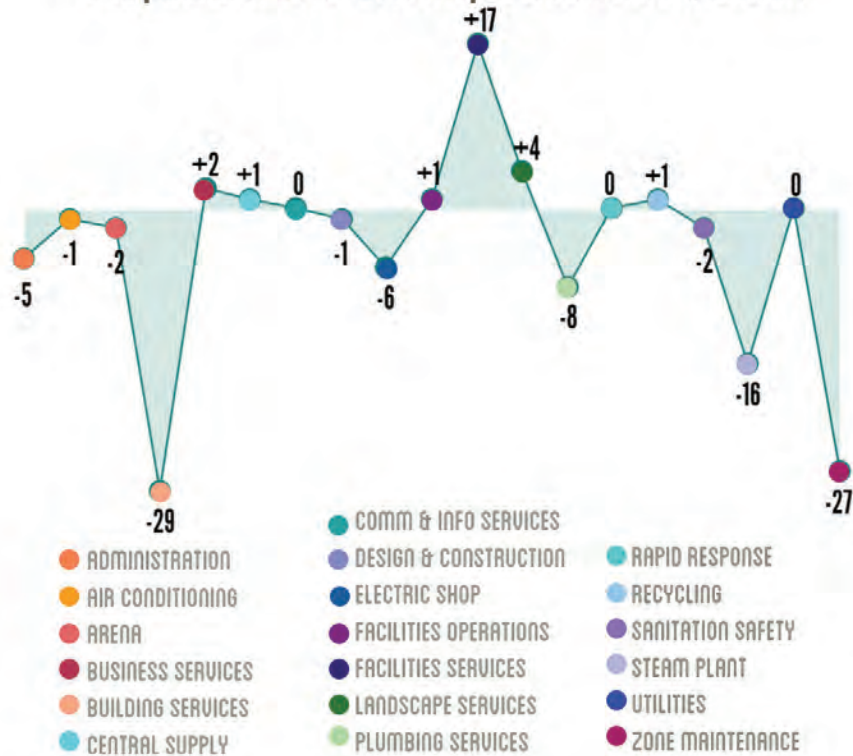 +17
+2
+1
0
+1
+4
0
+1
0
-5
-1
-2
-1
-6
-8
-2
-16
-29
-27
ADMINISTRATION
AIR CONDITIONING
ARENA
BUSINESS SERVICES
BUILDING SERVICES
CENTRAL SUPPLY
COMM & INFO SERVICES
DESIGN & CONSTRUCTION
ELECTRIC SHOP
FACILITIES OPERATIONS
FACILITIES SERVICES
LANDSCAPE SERVICES
PLUMBING SERVICES
RAPID RESPONSE
RECYCLING
SANITATION SAFETY
STEAM PLANT
UTILITIES
ZONE MAINTENANCE